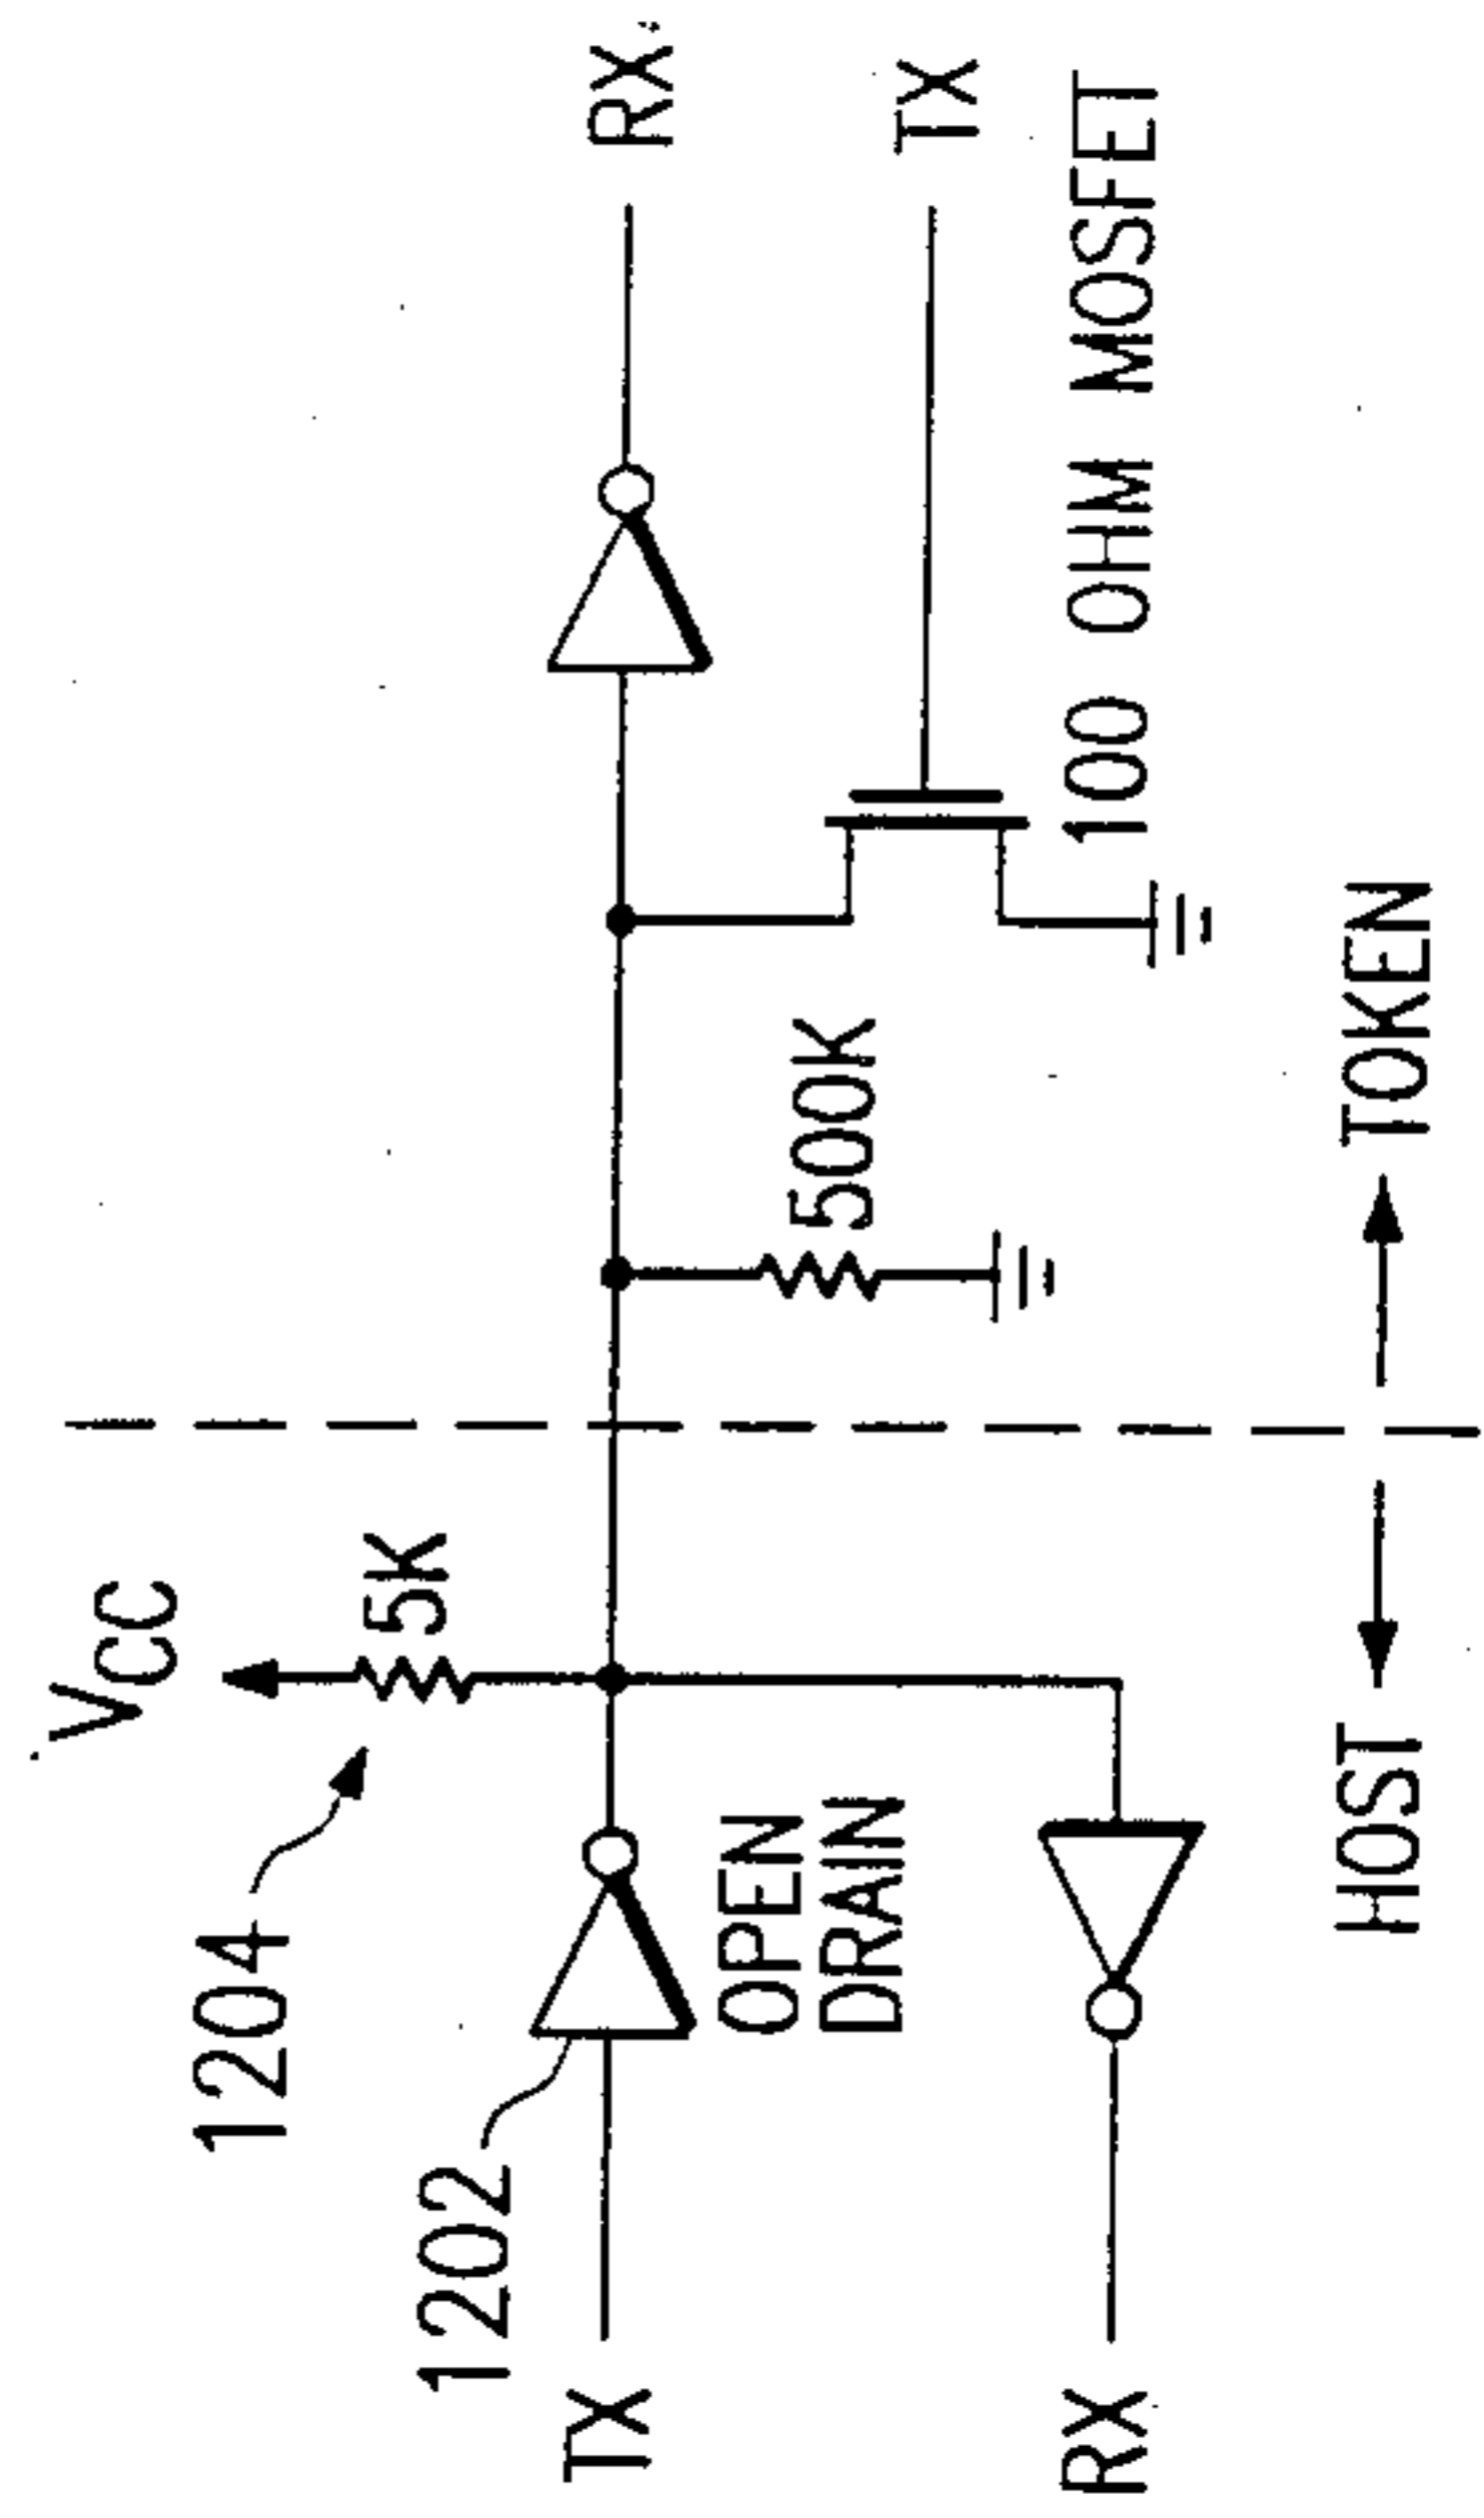 VCC
1204
5K
1202
TX
OPEN
DRAIN
RX
HOST
TOKEN
500K
100 OHM MOSFET
RX
TX